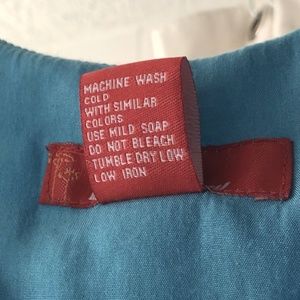 MACHINE WASH
COLD
WITH SIMILAR
COLORS
USE MILD SOAP
DO NOT BLEACH
TUMBLE DRY LOW
LOW IRON